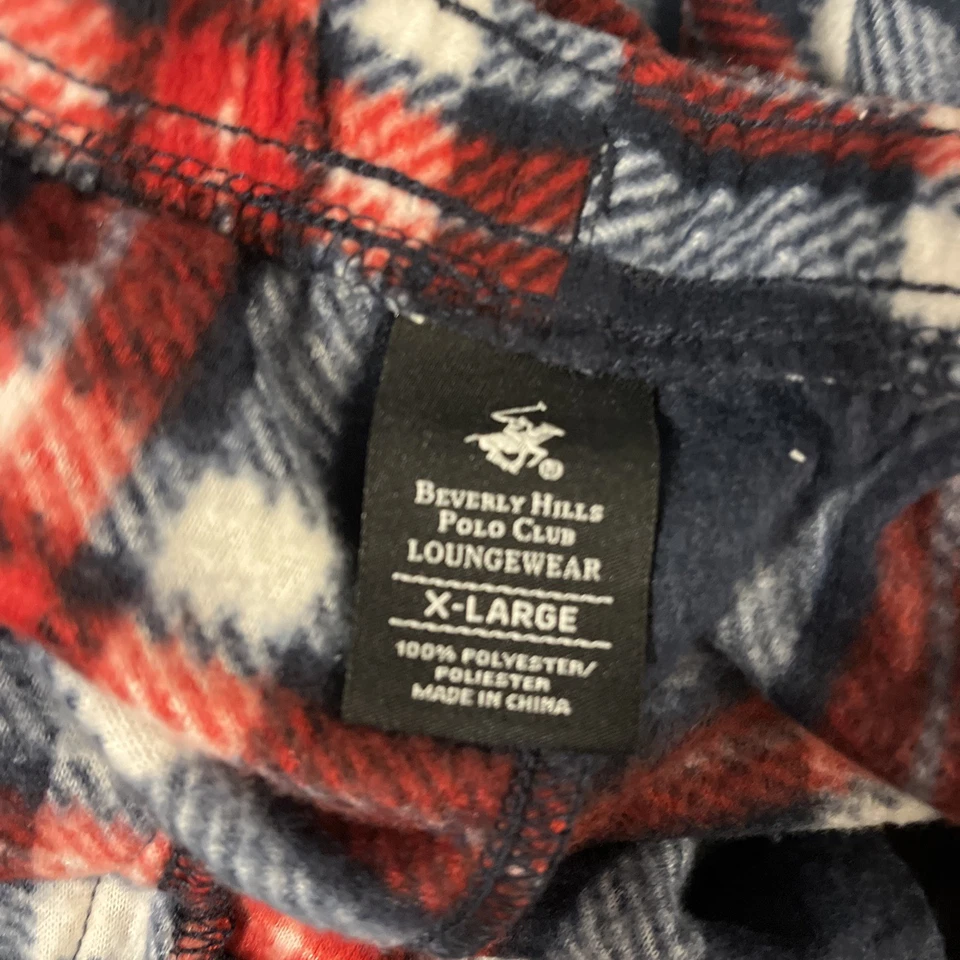 BEVERLY HILLS
POLO CLUB
LOUNGEWEAR
X-LARGE
100% POLYESTER/
POLIESTER
MADE IN CHINA